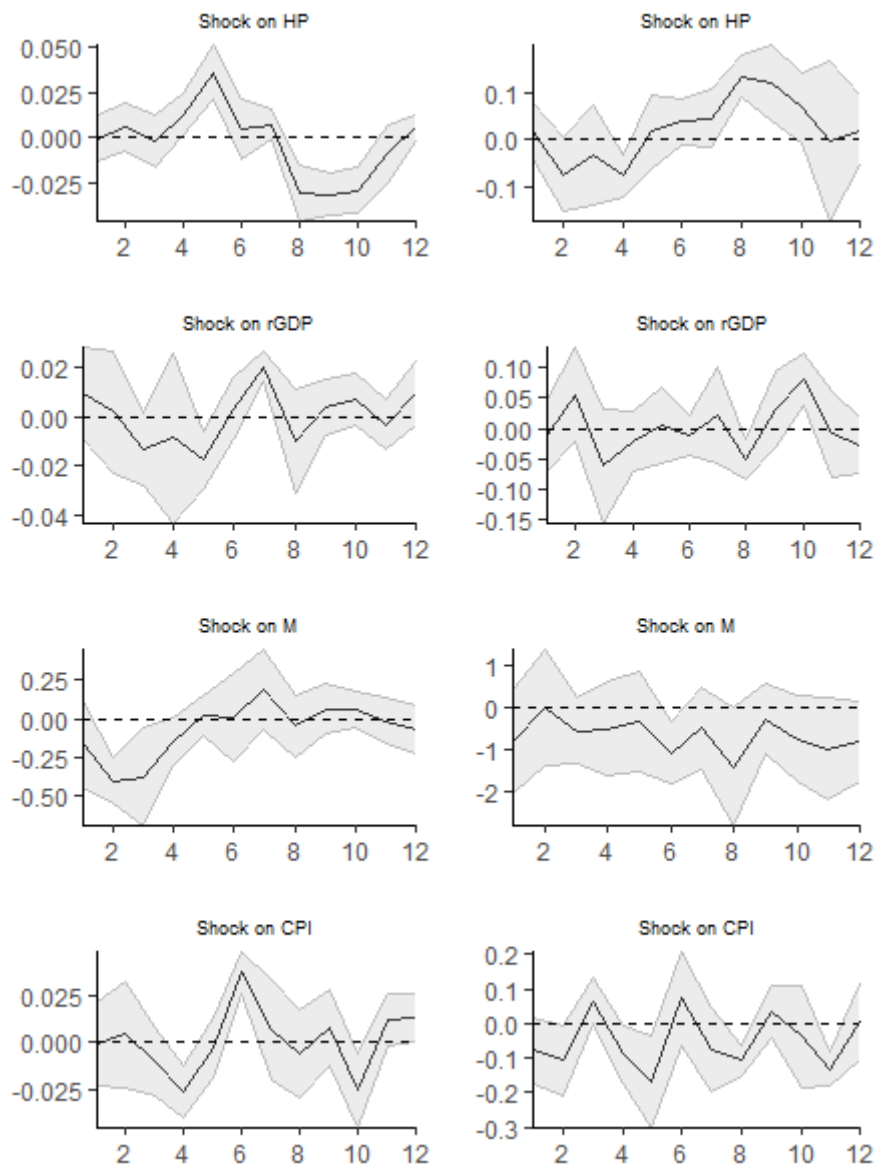 Shock on HP
0.050
0.025
0.000
-0.025
2 4 6 8 10 12
Shock on HP
0.1
0.0
-0.1
2 4 6 8 10 12
Shock on rGDP
0.02
0.00
-0.02
-0.04
2 4 6 8 10 12
Shock on rGDP
0.10
0.05
0.00
-0.05
-0.10
-0.15
2 4 6 8 10 12
Shock on M
0.25
0.00
-0.25
-0.50
2 4 6 8 10 12
Shock on M
1
0
-1
-2
2 4 6 8 10 12
Shock on CPI
0.025
0.000
-0.025
2 4 6 8 10 12
Shock on CPI
0.2
0.1
0.0
-0.1
-0.2
-0.3
2 4 6 8 10 12